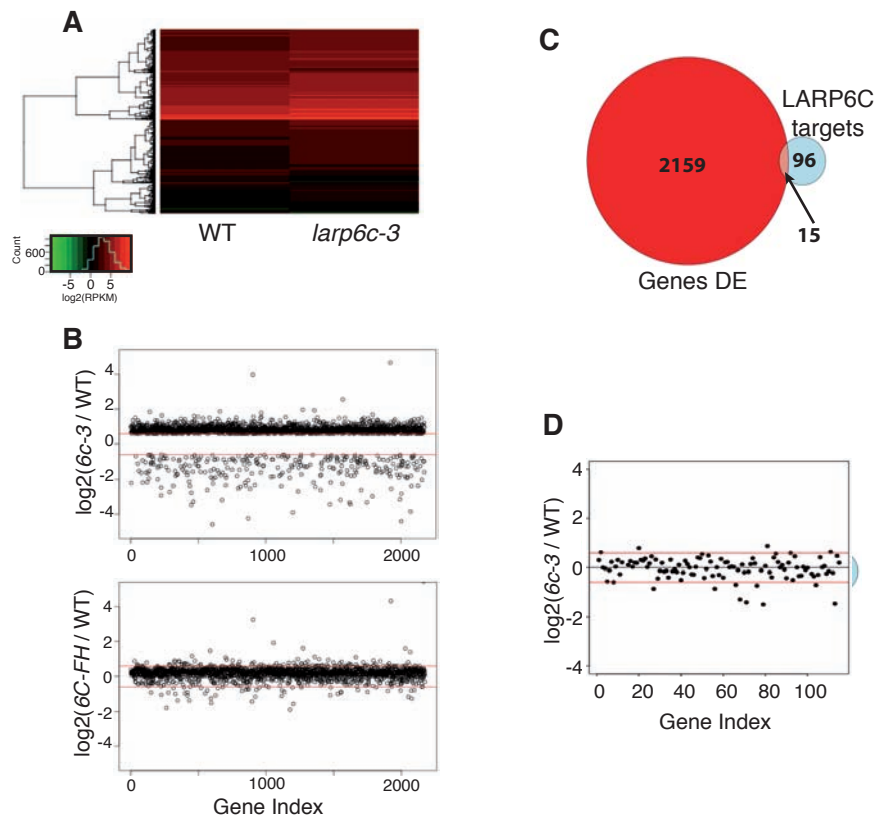 A
WT
larp6c-3
Count
600
0
-5 0 5
log2(RPKM)
B
log2(6c-3 / WT)
4
2
0
-2
-4
0 1000 2000
log2(6C-FH / WT)
4
2
0
-2
-4
0 1000 2000
Gene Index
C
LARP6C
targets
2159
96
15
Genes DE
D
log2(6c-3 / WT)
4
2
0
-2
-4
0 20 40 60 80 100
Gene Index